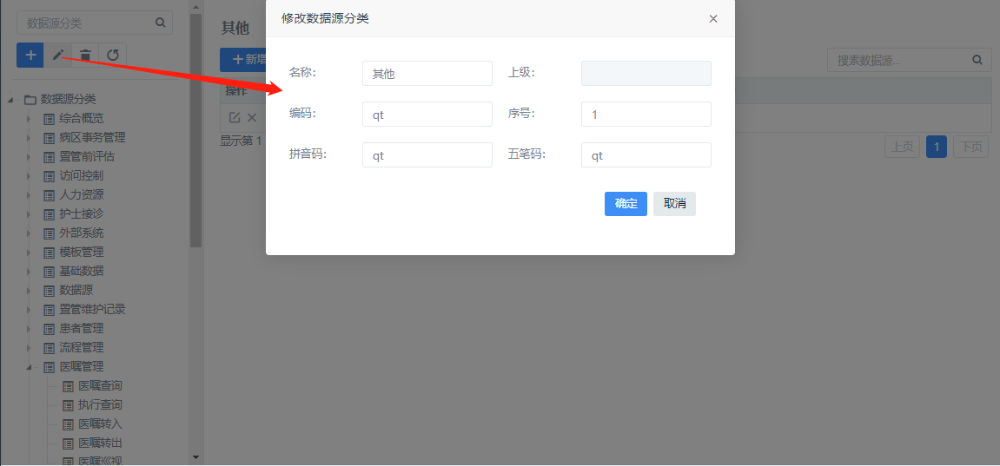 数据源分类
数据源分类
综合概览
病区事务管理
置管前评估
访问控制
人力资源
护士接诊
外部系统
模板管理
基础数据
数据源
置管维护记录
患者管理
流程管理
医嘱管理
医嘱查询
执行查询
医嘱转入
医嘱转出
医嘱巡视
其他
新增
搜索数据源...
操作
显示第 1
上页
1
下页
修改数据源分类
名称: 其他 上级:
编码: qt 序号: 1
拼音码: qt 五笔码: qt
确定 取消